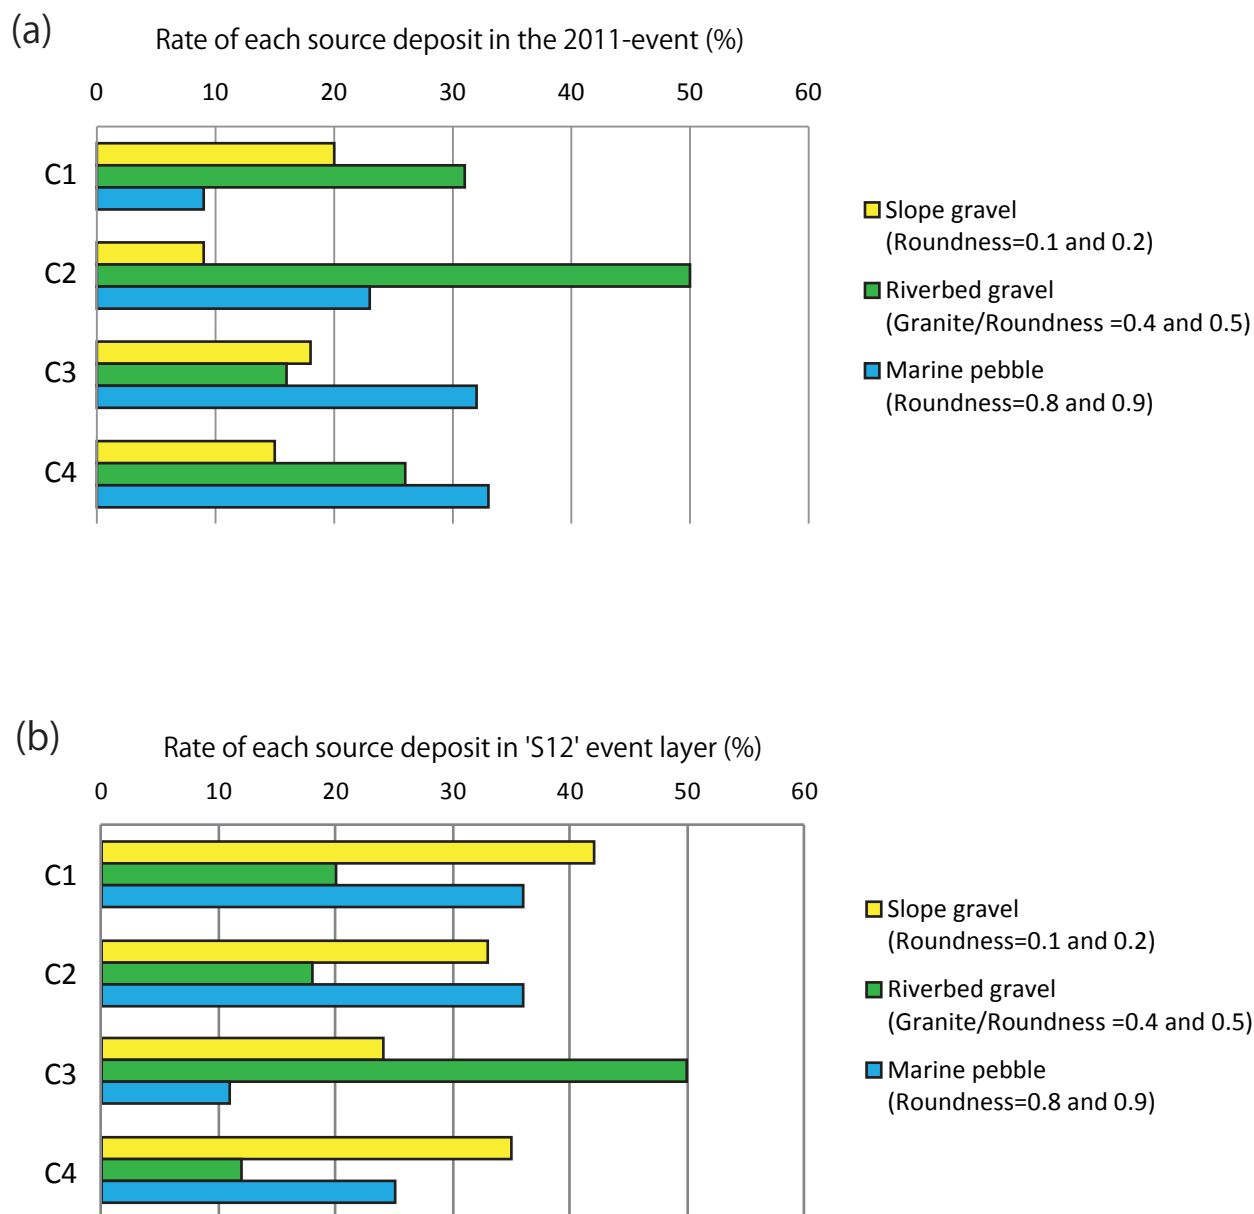 (a)
Rate of each source deposit in the 2011-event (%)
0 10 20 30 40 50 60
C1
C2
C3
C4
Slope gravel
(Roundness=0.1 and 0.2)
Riverbed gravel
(Granite/Roundness =0.4 and 0.5)
Marine pebble
(Roundness=0.8 and 0.9)
(b)
Rate of each source deposit in 'S12' event layer (%)
0 10 20 30 40 50 60
C1
C2
C3
C4
Slope gravel
(Roundness=0.1 and 0.2)
Riverbed gravel
(Granite/Roundness =0.4 and 0.5)
Marine pebble
(Roundness=0.8 and 0.9)